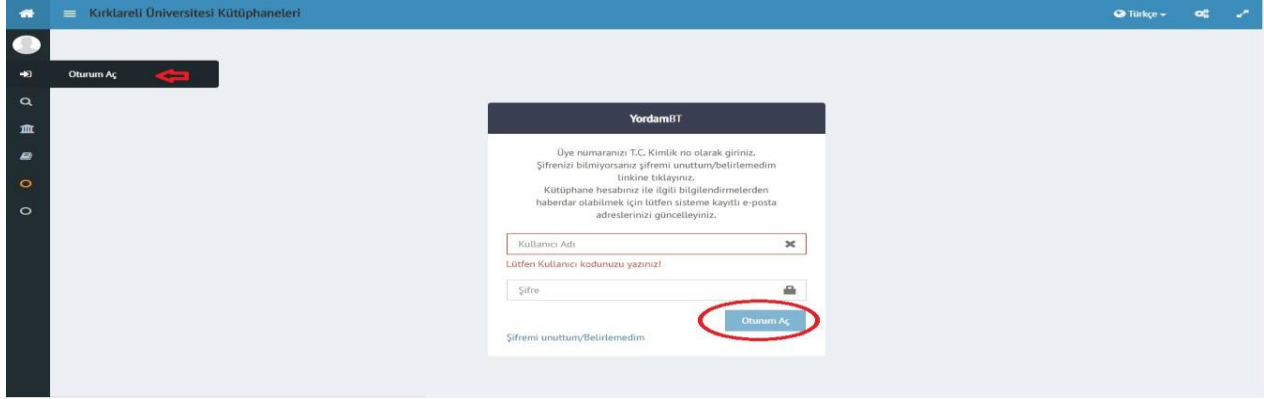 Kırklareli Üniversitesi Kütüphaneleri
Türkçe
Oturum Aç
YordamBT
Üye numaranızı T.C. Kimlik no olarak giriniz.
Şifrenizi bilmiyorsanız şifremi unuttum/belirlemedim
linkine tıklayınız.
Kütüphane hesabınız ile ilgili bilgilendirmelerden
haberdar olabilmek için lütfen sisteme kayıtlı e-posta
adreslerinizi güncelleyiniz.
Kullanıcı Adı
Lütfen Kullanıcı kodunuzu yazınız!
Şifre
Oturum Aç
Şifremi unuttum/Belirlemedim